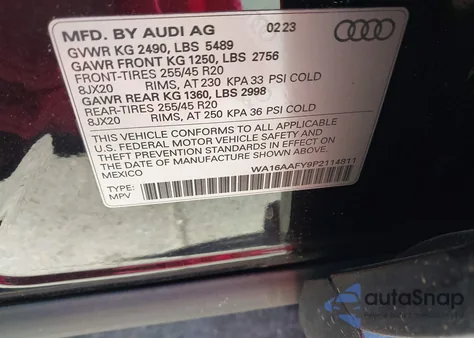 MFD. BY AUDI AG 02/23
GVWR KG 2490, LBS 5489
GAWR FRONT KG 1250, LBS 2756
FRONT-TIRES 255/45 R20
8JX20 RIMS, AT 230 KPA 33 PSI COLD
GAWR REAR KG 1360, LBS 2998
REAR-TIRES 255/45 R20
8JX20 RIMS, AT 250 KPA 36 PSI COLD
THIS VEHICLE CONFORMS TO ALL APPLICABLE
U.S. FEDERAL MOTOR VEHICLE SAFETY AND
THEFT PREVENTION STANDARDS IN EFFECT ON
THE DATE OF MANUFACTURE SHOWN ABOVE
MEXICO
WA16AAFY9P2114811
TYPE:
MPV
autoSnap